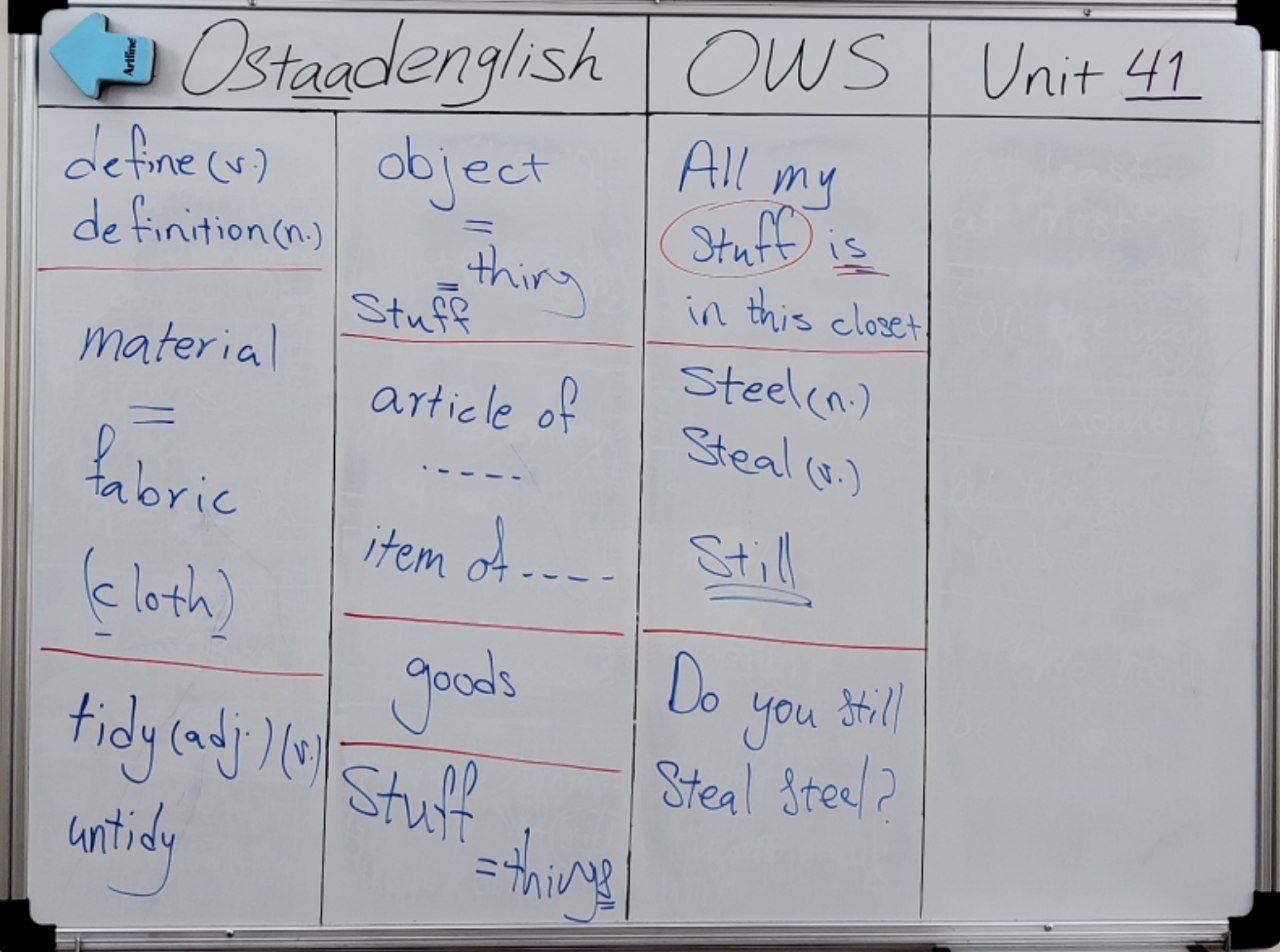 Artline
Ostaadenglish
OWS
Unit 41
define (v.)
definition (n.)
material
=
fabric
(cloth)
tidy (adj.) (v.)
untidy
object
=
= thing
Stuff
article of
------
item of ----
goods
Stuff
= things
All my
Stuff is
in this closet.
Steel (n.)
Steal (v.)
Still
Do you still
Steal steel?